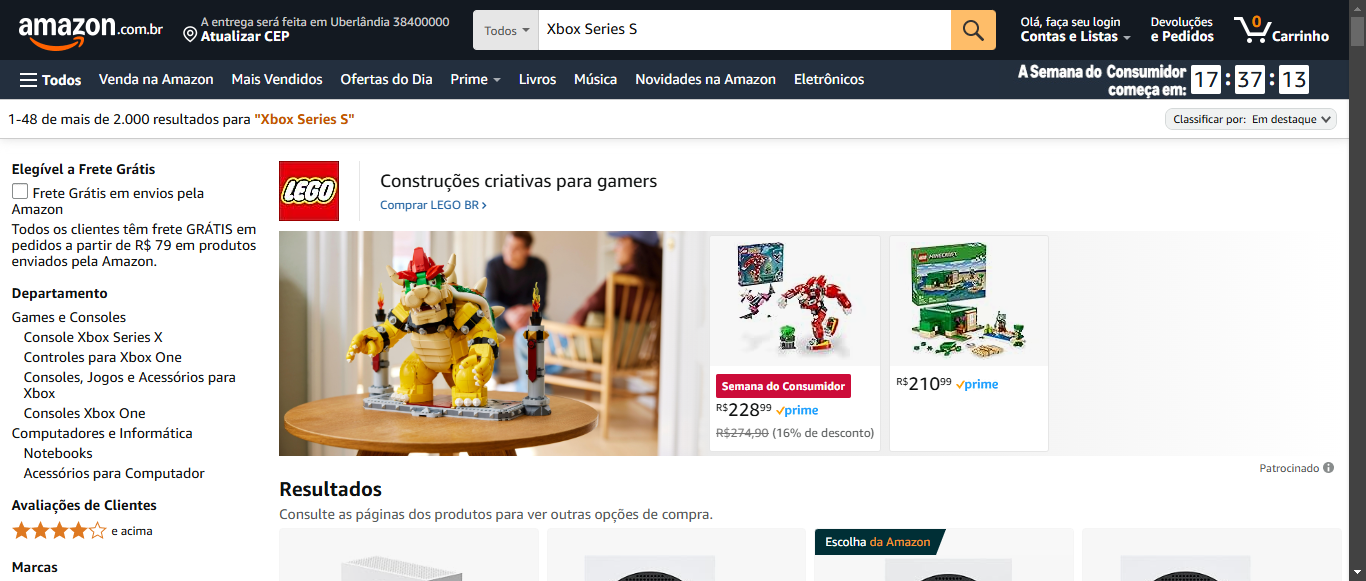 amazon.com.br
A entrega será feita em Uberlândia 38400000
Atualizar CEP
Todos
Xbox Series S
Olá, faça seu login
Contas e Listas
Devoluções
e Pedidos
0
Carrinho
Todos
Venda na Amazon
Mais Vendidos
Ofertas do Dia
Prime
Livros
Música
Novidades na Amazon
Eletrônicos
A Semana do Consumidor
começa em:
17 : 37 : 13
1-48 de mais de 2.000 resultados para "Xbox Series S"
Classificar por: Em destaque
Elegível a Frete Grátis
Frete Grátis em envios pela
Amazon
Todos os clientes têm frete GRÁTIS em
pedidos a partir de R$ 79 em produtos
enviados pela Amazon.
Departamento
Games e Consoles
Console Xbox Series X
Controles para Xbox One
Consoles, Jogos e Acessórios para
Xbox
Consoles Xbox One
Computadores e Informática
Notebooks
Acessórios para Computador
Avaliações de Clientes
e acima
Marcas
LEGO
Construções criativas para gamers
Comprar LEGO BR ›
Semana do Consumidor
R$22899 prime
R$274,90 (16% de desconto)
MINECRAFT
R$21099 prime
Patrocinado
Resultados
Consulte as páginas dos produtos para ver outras opções de compra.
Escolha da Amazon